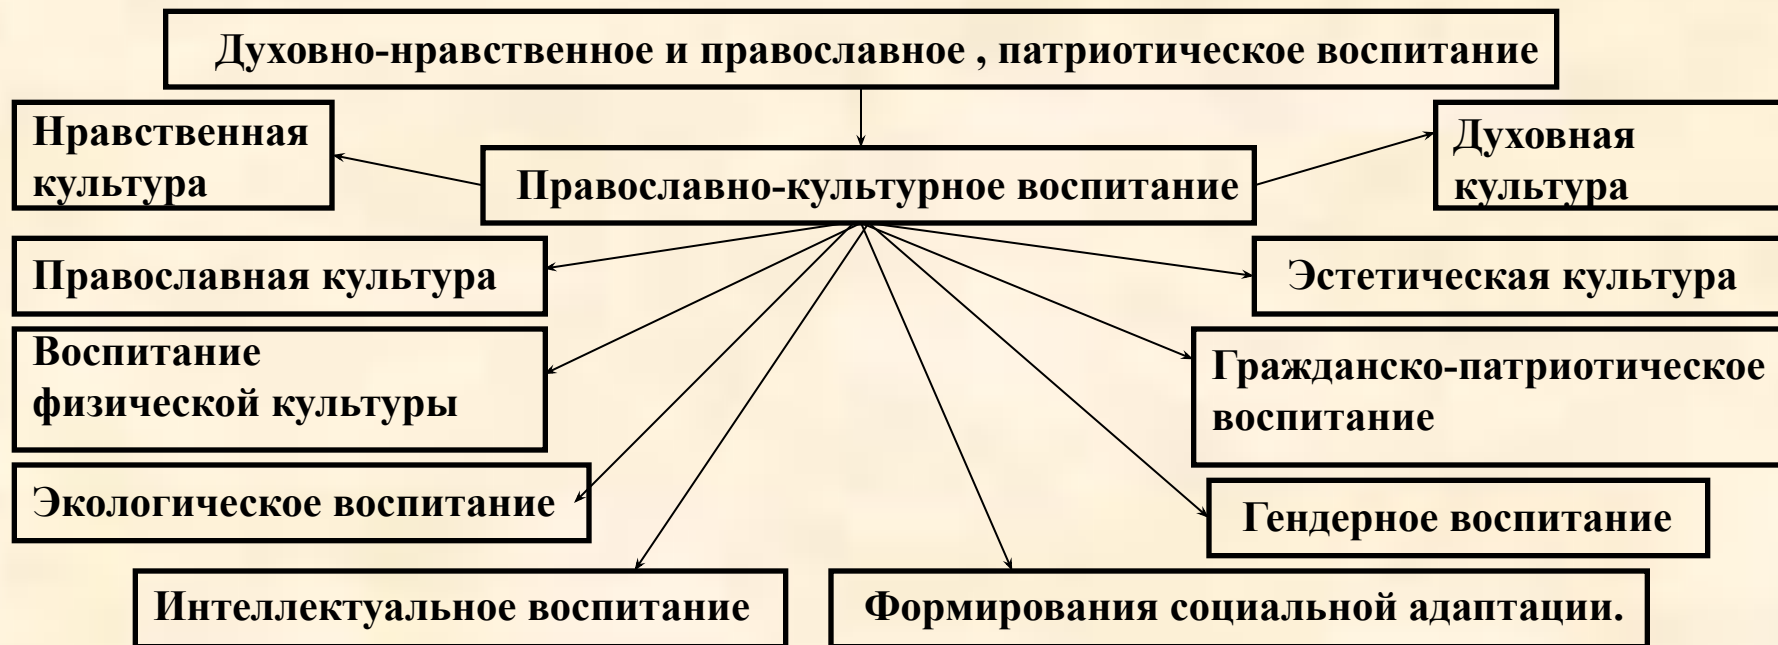 Духовно-нравственное и православное , патриотическое воспитание
Нравственная
культура
Православно-культурное воспитание
Духовная
культура
Православная культура
Эстетическая культура
Воспитание
физической культуры
Гражданско-патриотическое
воспитание
Экологическое воспитание
Гендерное воспитание
Интеллектуальное воспитание
Формирования социальной адаптации.